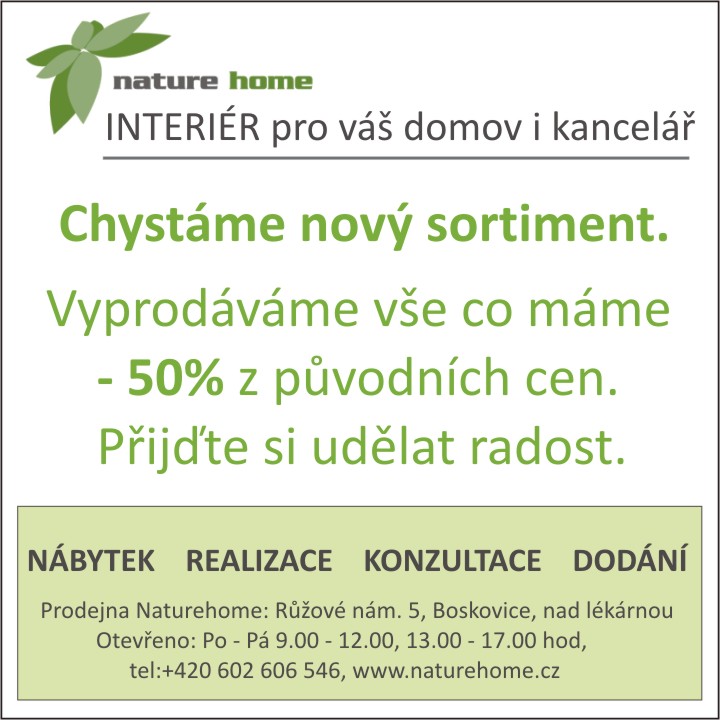 nature home
INTERIÉR pro váš domov i kancelář
Chystáme nový sortiment.
Vyprodáváme vše co máme
- 50% z původních cen.
Přijďte si udělat radost.
NÁBYTEK REALIZACE KONZULTACE DODÁNÍ
Prodejna Naturehome: Růžové nám. 5, Boskovice, nad lékárnou
Otevřeno: Po - Pá 9.00 - 12.00, 13.00 - 17.00 hod,
tel:+420 602 606 546, www.naturehome.cz